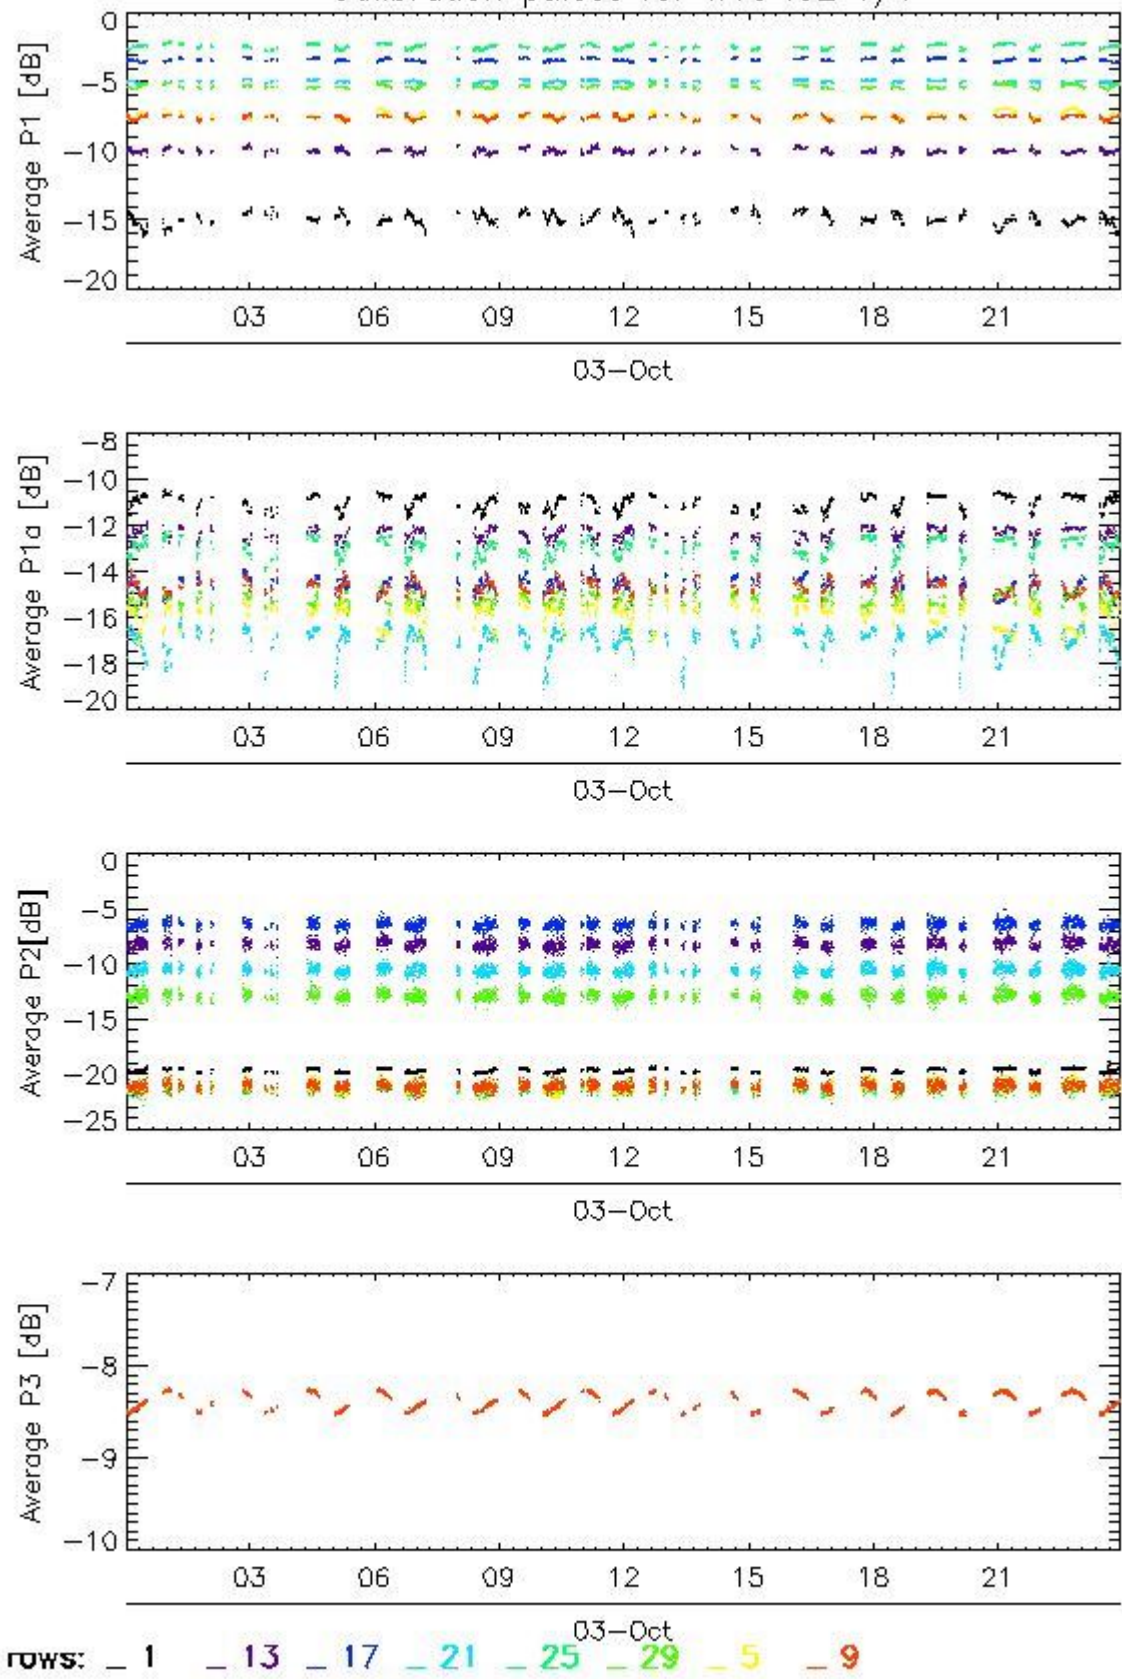 0
-5
-10
-15
-20
Average P1 [dB]
03 06 09 12 15 18 21
03-Oct
-8
-10
-12
-14
-16
-18
-20
Average P1a [dB]
03 06 09 12 15 18 21
03-Oct
0
-5
-10
-15
-20
-25
Average P2[dB]
03 06 09 12 15 18 21
03-Oct
-7
-8
-9
-10
Average P3 [dB]
03 06 09 12 15 18 21
03-Oct
rows: _ 1 _ 13 _ 17 _ 21 _ 25 _ 29 _ 5 _ 9